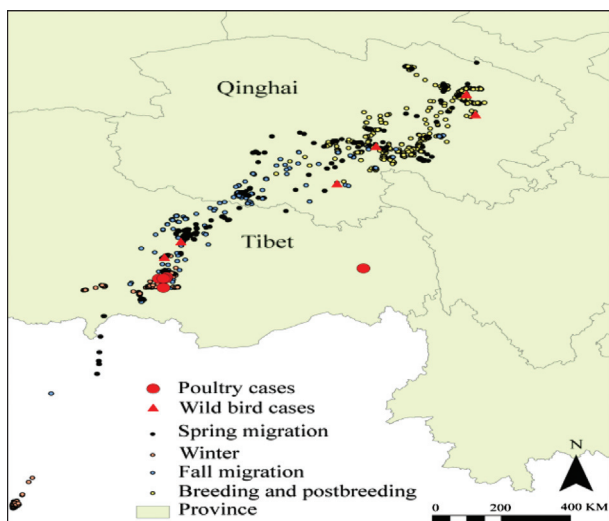 Qinghai
Tibet
Poultry cases
Wild bird cases
Spring migration
Winter
Fall migration
Breeding and postbreeding
Province
N
0 200 400 KM